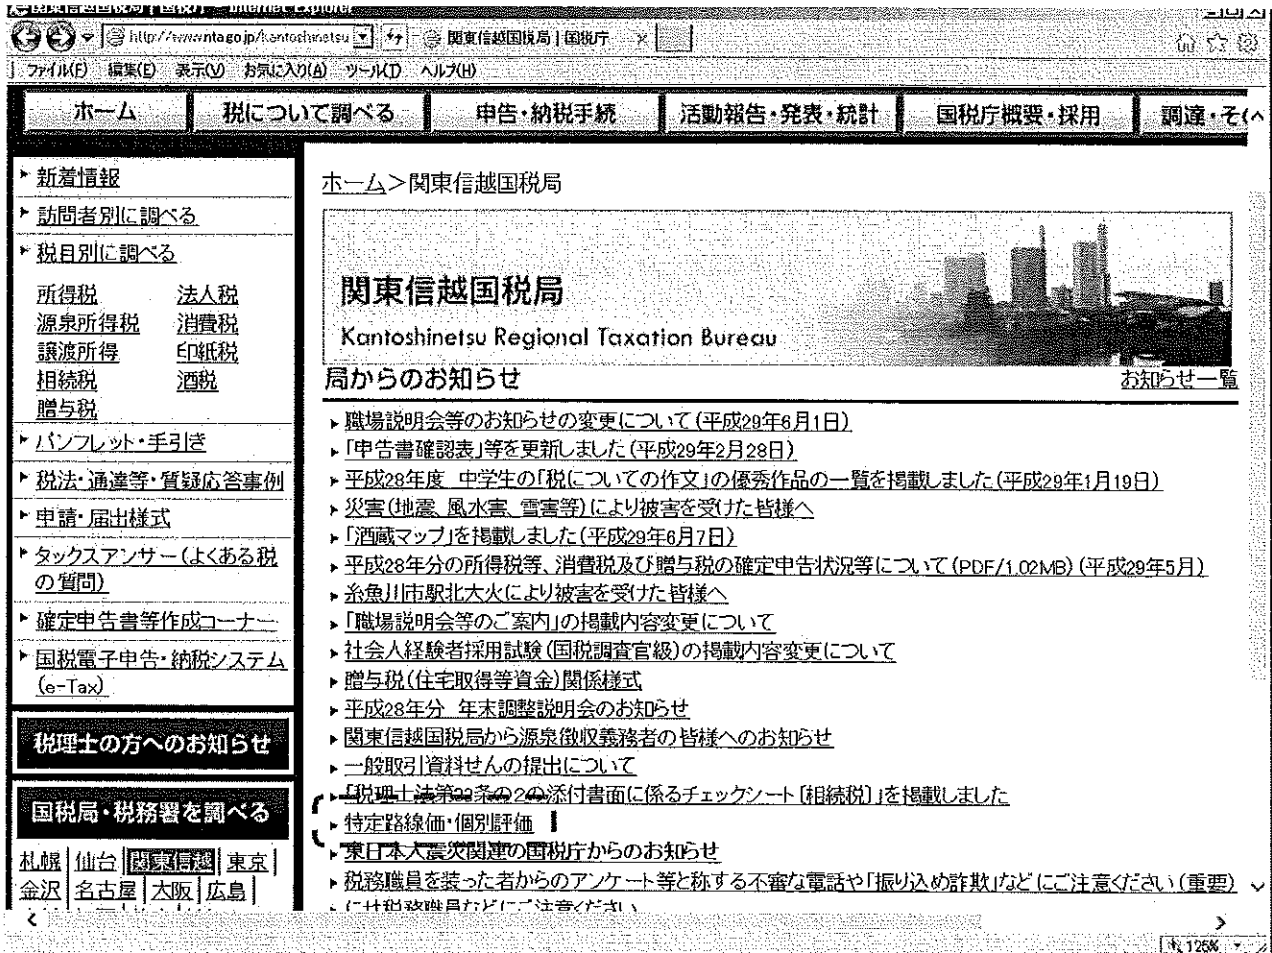 関東信越国税局 | 国税庁 - Internet Explorer
http://www.nta.go.jp/kantoshinetsu
関東信越国税局 | 国税庁
ファイル(F) 編集(E) 表示(V) お気に入り(A) ツール(T) ヘルプ(H)
ホーム 税について調べる 申告・納税手続 活動報告・発表・統計 国税庁概要・採用 調達・そ
新着情報
訪問者別に調べる
税目別に調べる
所得税 法人税
源泉所得税 消費税
譲渡所得 印紙税
相続税 酒税
贈与税
パンフレット・手引き
税法・通達等・質疑応答事例
申請・届出様式
タックスアンサー(よくある税
の質問)
確定申告書等作成コーナー
国税電子申告・納税システム
(e-Tax)
税理士の方へのお知らせ
国税局・税務署を調べる
札幌 | 仙台 | 関東信越 | 東京 |
金沢 | 名古屋 | 大阪 | 広島 |
ホーム>関東信越国税局
関東信越国税局
Kantoshinetsu Regional Taxation Bureau
局からのお知らせ お知らせ一覧
職場説明会等のお知らせの変更について(平成29年6月1日)
「申告書確認表」等を更新しました(平成29年2月28日)
平成28年度 中学生の「税についての作文」の優秀作品の一覧を掲載しました(平成29年1月19日)
災害(地震、風水害、雪害等)により被害を受けた皆様へ
「酒蔵マップ」を掲載しました(平成29年6月7日)
平成28年分の所得税等、消費税及び贈与税の確定申告状況等について(PDF/1.02MB)(平成29年5月)
糸魚川市駅北大火により被害を受けた皆様へ
「職場説明会等のご案内」の掲載内容変更について
社会人経験者採用試験(国税調査官級)の掲載内容変更について
贈与税(住宅取得等資金)関係様式
平成28年分 年末調整説明会のお知らせ
関東信越国税局から源泉徴収義務者の皆様へのお知らせ
一般取引資料せんの提出について
「税理士法第33条の2の添付書面に係るチェックシート[相続税]」を掲載しました
特定路線価・個別評価
東日本大震災関連の国税庁からのお知らせ
税務職員を装った者からのアンケート等と称する不審な電話や「振り込め詐欺」などにご注意ください(重要)
にせ税務職員などにご注意ください
125%